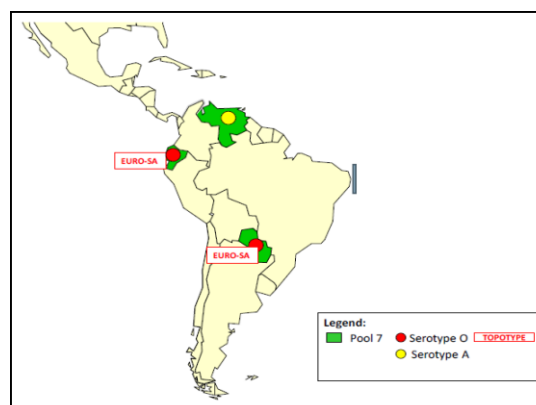 EURO-SA
EURO-SA
Legend:
Pool 7 Serotype O TOPOTYPE
Serotype A